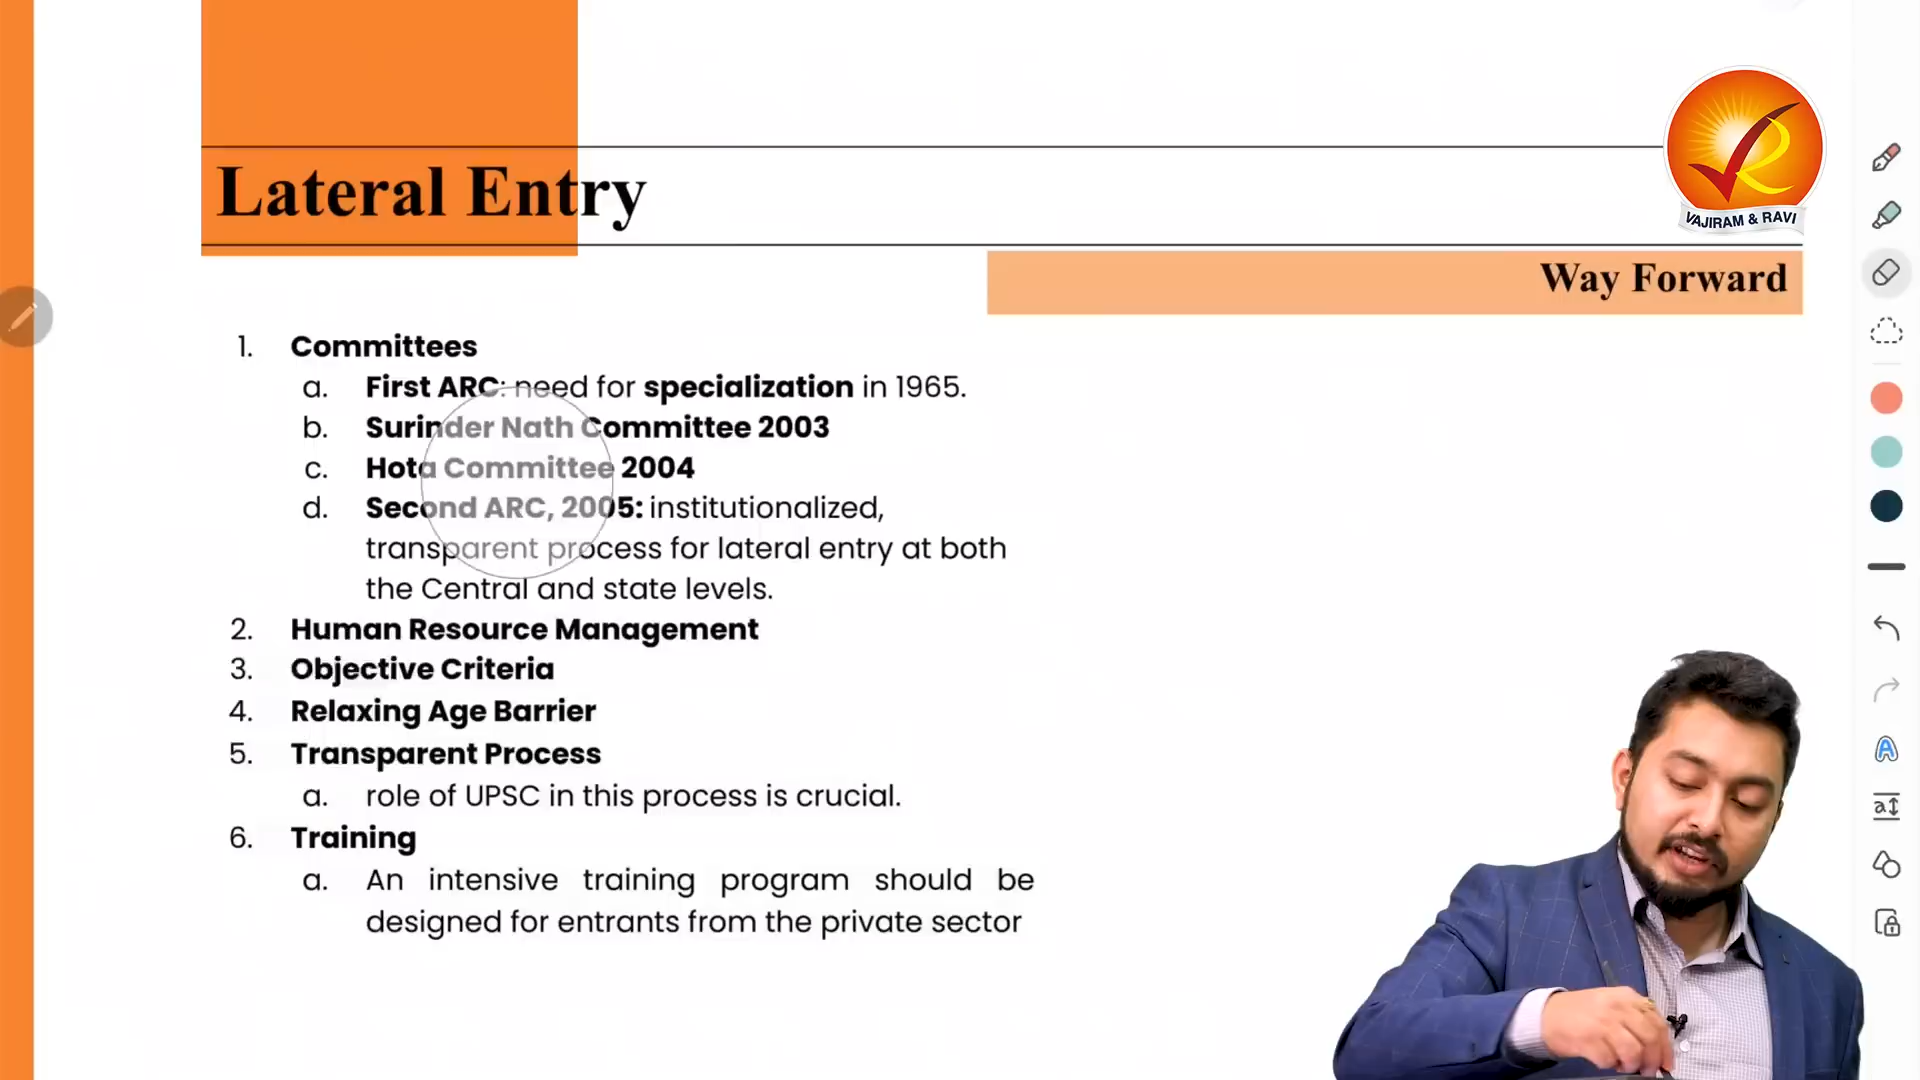 Lateral Entry
VAJIRAM & RAVI
Way Forward
1. Committees
a. First ARC: need for specialization in 1965.
b. Surinder Nath Committee 2003
c. Hota Committee 2004
d. Second ARC, 2005: institutionalized,
transparent process for lateral entry at both
the Central and state levels.
2. Human Resource Management
3. Objective Criteria
4. Relaxing Age Barrier
5. Transparent Process
a. role of UPSC in this process is crucial.
6. Training
a. An intensive training program should be
designed for entrants from the private sector